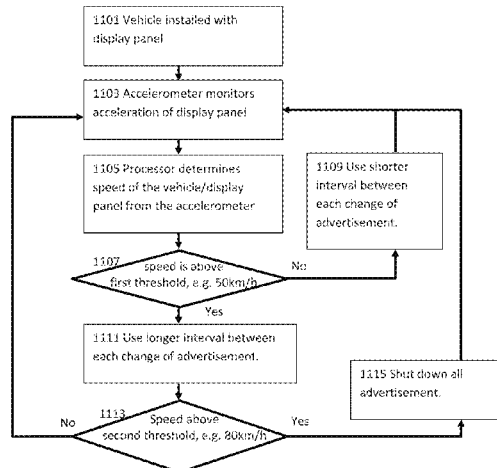 1101 Vehicle installed with
display panel
1103 Accelerometer monitors
acceleration of display panel
1105 Processor determines
speed of the vehicle/display
panel from the accelerometer
1109 Use shorter
interval between
each change of
advertisement.
1107
speed is above
first threshold, e.g. 50km/h
No
Yes
1111 Use longer interval between
each change of advertisement.
1115 Shut down all
advertisement.
No
1113
Speed above
second threshold, e.g. 80km/h
Yes